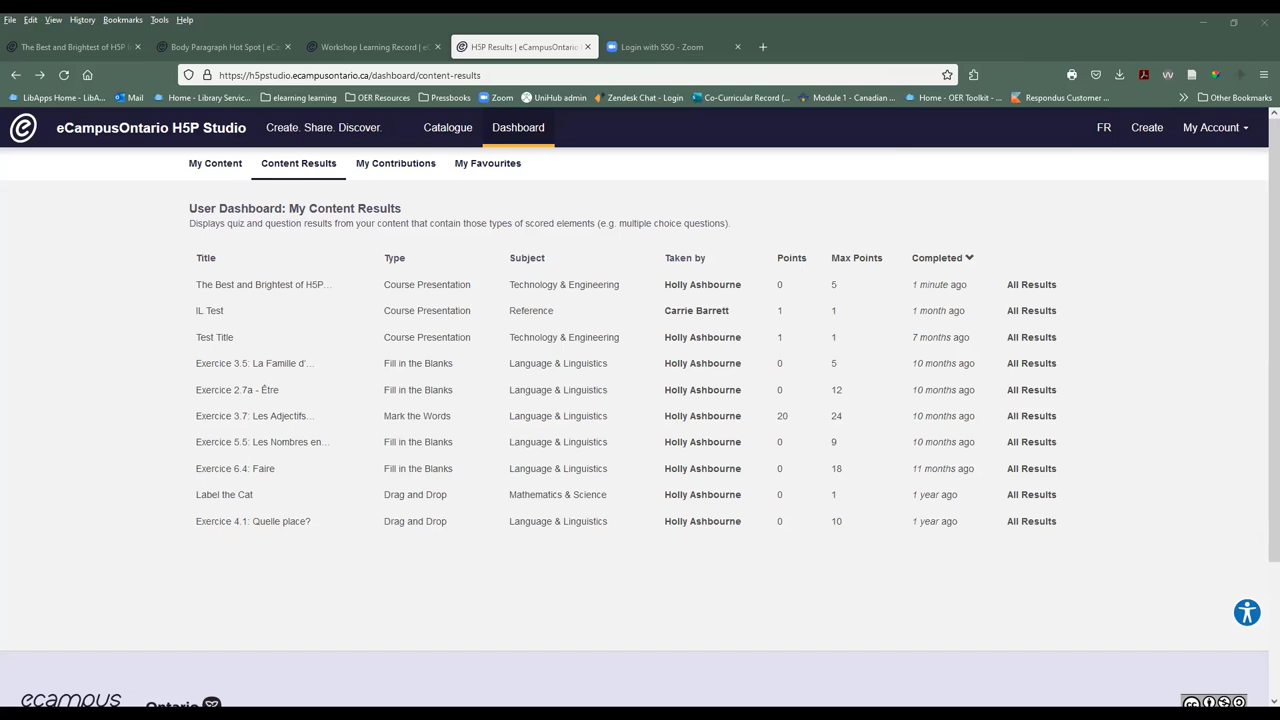 File Edit View History Bookmarks Tools Help
The Best and Brightest of H5P Body Paragraph Hot Spot | eCa Workshop Learning Record | eC H5P Results | eCampusOntario Login with SSO - Zoom
https://h5pstudio.ecampusontario.ca/dashboard/content-results
LibApps Home - LibA... Mail Home - Library Servic... elearning learning OER Resources Pressbooks Zoom UniHub admin Zendesk Chat - Login Co-Curricular Record (... Module 1 - Canadian ... Home - OER Toolkit - ... Respondus Customer ... Other Bookmarks
eCampusOntario H5P Studio Create. Share. Discover. Catalogue Dashboard FR Create My Account
My Content Content Results My Contributions My Favourites
User Dashboard: My Content Results
Displays quiz and question results from your content that contain those types of scored elements (e.g. multiple choice questions).
Title Type Subject Taken by Points Max Points Completed
The Best and Brightest of H5P... Course Presentation Technology & Engineering Holly Ashbourne 0 5 1 minute ago All Results
IL Test Course Presentation Reference Carrie Barrett 1 1 1 month ago All Results
Test Title Course Presentation Technology & Engineering Holly Ashbourne 1 1 7 months ago All Results
Exercice 3.5: La Famille d'... Fill in the Blanks Language & Linguistics Holly Ashbourne 0 5 10 months ago All Results
Exercice 2.7a - Être Fill in the Blanks Language & Linguistics Holly Ashbourne 0 12 10 months ago All Results
Exercice 3.7: Les Adjectifs... Mark the Words Language & Linguistics Holly Ashbourne 20 24 10 months ago All Results
Exercice 5.5: Les Nombres en... Fill in the Blanks Language & Linguistics Holly Ashbourne 0 9 10 months ago All Results
Exercice 6.4: Faire Fill in the Blanks Language & Linguistics Holly Ashbourne 0 18 11 months ago All Results
Label the Cat Drag and Drop Mathematics & Science Holly Ashbourne 0 1 1 year ago All Results
Exercice 4.1: Quelle place? Drag and Drop Language & Linguistics Holly Ashbourne 0 10 1 year ago All Results
ecampus Ontario